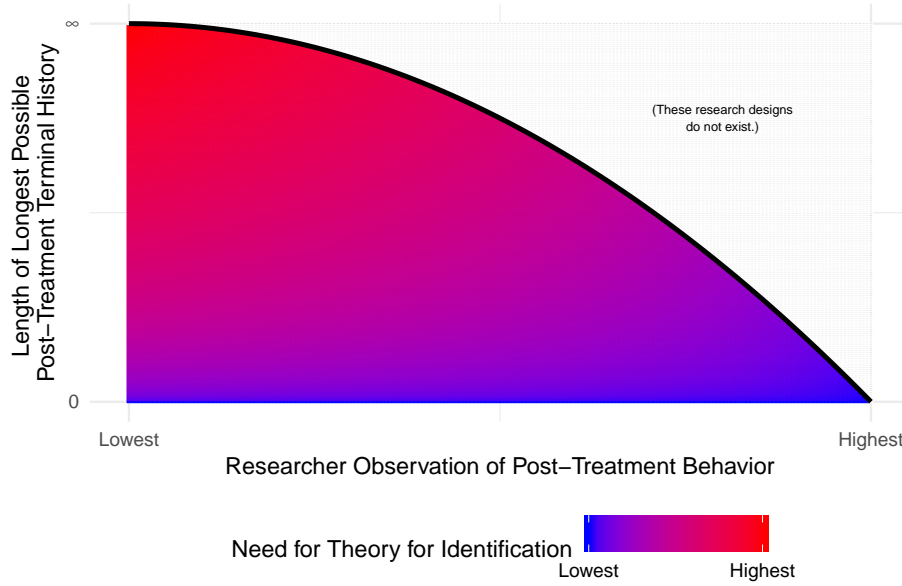 ∞
Length of Longest Possible
Post−Treatment Terminal History
(These research designs
do not exist.)
0
Lowest
Highest
Researcher Observation of Post−Treatment Behavior
Need for Theory for Identification
Lowest
Highest